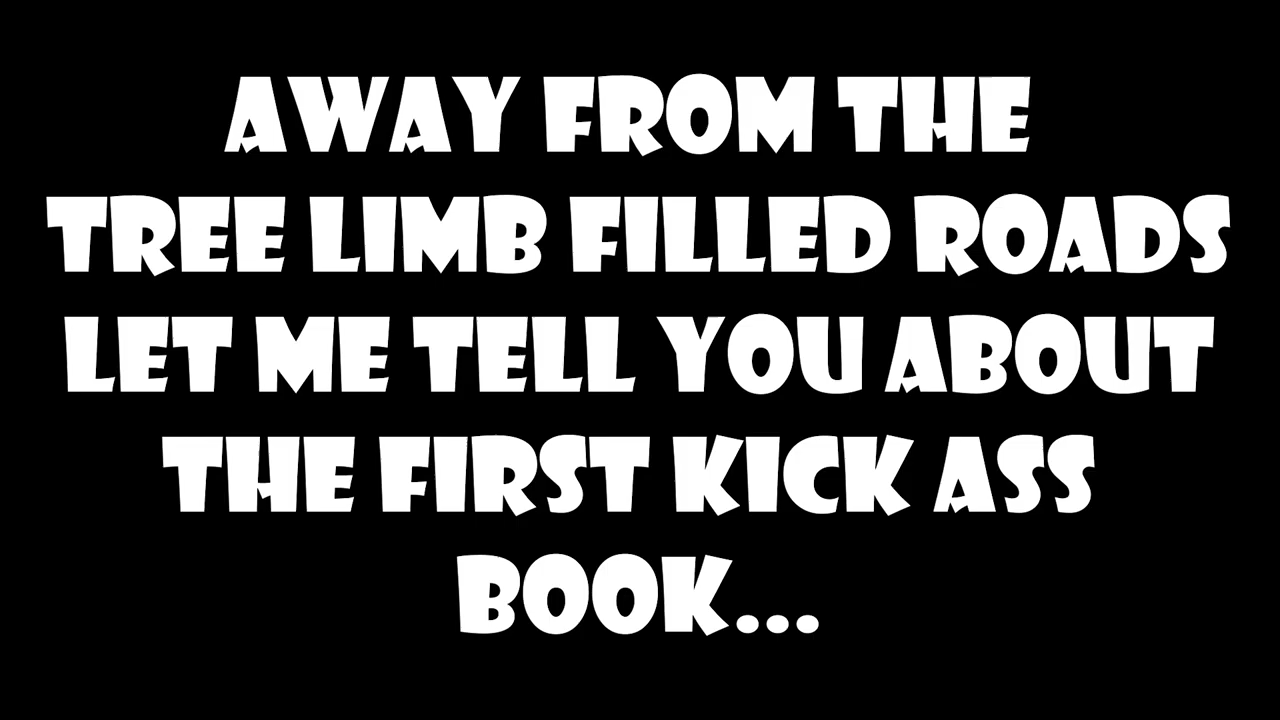 AWAY FROM THE
TREE LIMB FILLED ROADS
LET ME TELL YOU ABOUT
THE FIRST KICK ASS
BOOK...